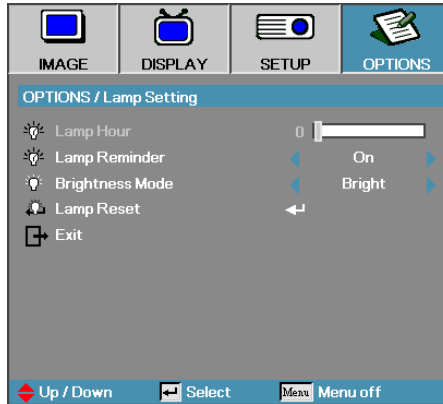 IMAGE DISPLAY SETUP OPTIONS
OPTIONS / Lamp Setting
Lamp Hour 0
Lamp Reminder On
Brightness Mode Bright
Lamp Reset
Exit
Up / Down Select Menu Menu off